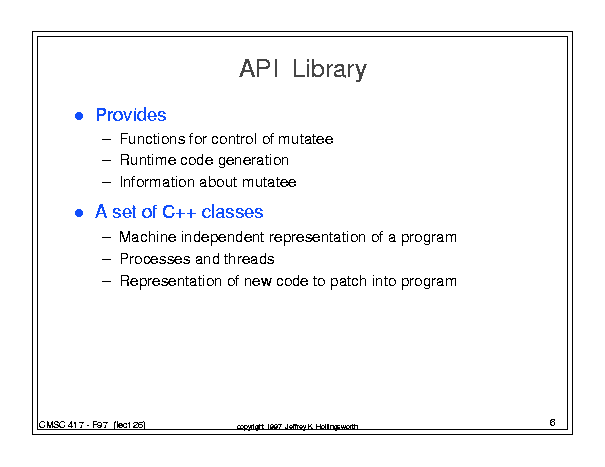 API Library
● Provides
– Functions for control of mutatee
– Runtime code generation
– Information about mutatee
● A set of C++ classes
– Machine independent representation of a program
– Processes and threads
– Representation of new code to patch into program
CMSC 417 - F97 (lect 26)
copyright 1997 Jeffrey K. Hollingsworth
6